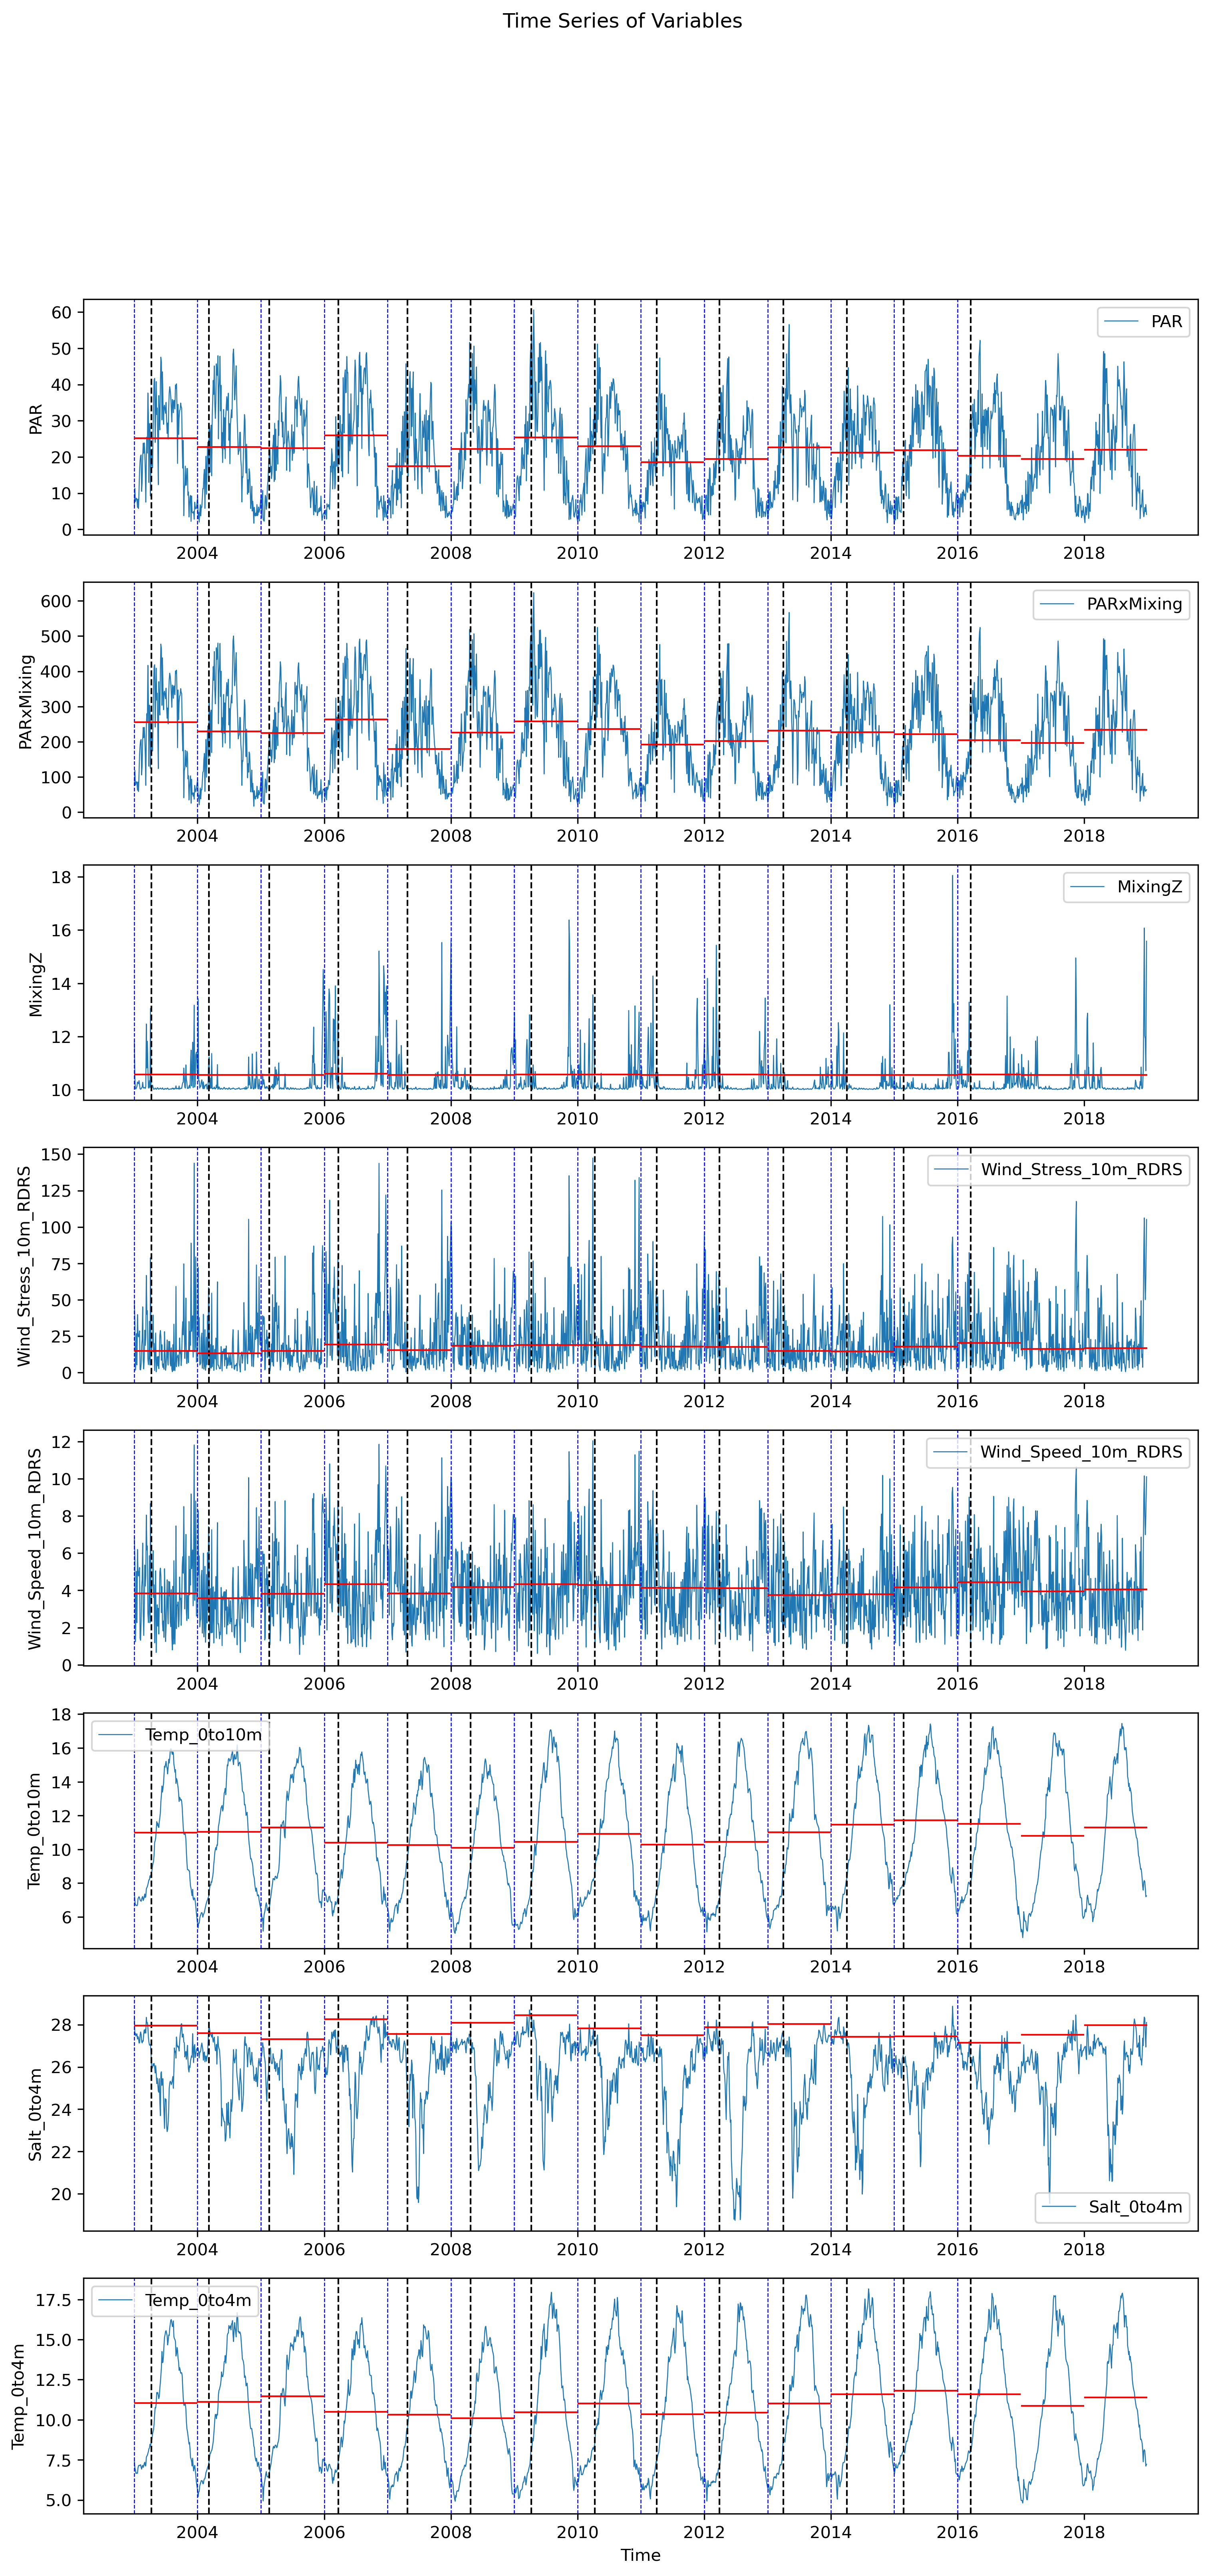 Time Series of Variables
PAR
60
50
40
30
20
10
0
PAR
2004 2006 2008 2010 2012 2014 2016 2018
PARxMixing
600
500
400
300
200
100
0
PARxMixing
2004 2006 2008 2010 2012 2014 2016 2018
MixingZ
18
16
14
12
10
MixingZ
2004 2006 2008 2010 2012 2014 2016 2018
Wind_Stress_10m_RDRS
150
125
100
75
50
25
0
Wind_Stress_10m_RDRS
2004 2006 2008 2010 2012 2014 2016 2018
Wind_Speed_10m_RDRS
12
10
8
6
4
2
0
Wind_Speed_10m_RDRS
2004 2006 2008 2010 2012 2014 2016 2018
Temp_0to10m
18
16
14
12
10
8
6
Temp_0to10m
2004 2006 2008 2010 2012 2014 2016 2018
Salt_0to4m
28
26
24
22
20
Salt_0to4m
2004 2006 2008 2010 2012 2014 2016 2018
Temp_0to4m
17.5
15.0
12.5
10.0
7.5
5.0
Temp_0to4m
2004 2006 2008 2010 2012 2014 2016 2018
Time